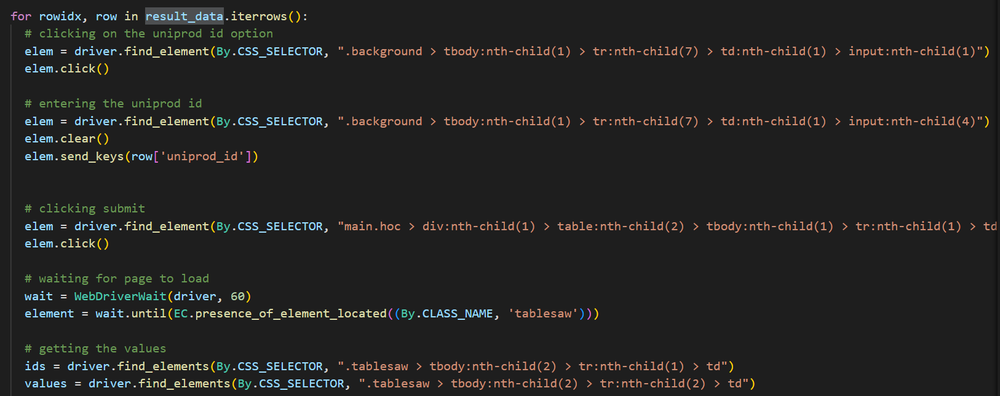 for rowidx, row in result_data.iterrows():
# clicking on the uniprod id option
elem = driver.find_element(By.CSS_SELECTOR, ".background > tbody:nth-child(1) > tr:nth-child(7) > td:nth-child(1) > input:nth-child(1)")
elem.click()
# entering the uniprod id
elem = driver.find_element(By.CSS_SELECTOR, ".background > tbody:nth-child(1) > tr:nth-child(7) > td:nth-child(1) > input:nth-child(4)")
elem.clear()
elem.send_keys(row['uniprod_id'])
# clicking submit
elem = driver.find_element(By.CSS_SELECTOR, "main.hoc > div:nth-child(1) > table:nth-child(2) > tbody:nth-child(1) > tr:nth-child(1) > td
elem.click()
# waiting for page to load
wait = WebDriverWait(driver, 60)
element = wait.until(EC.presence_of_element_located((By.CLASS_NAME, 'tablesaw')))
# getting the values
ids = driver.find_elements(By.CSS_SELECTOR, ".tablesaw > tbody:nth-child(2) > tr:nth-child(1) > td")
values = driver.find_elements(By.CSS_SELECTOR, ".tablesaw > tbody:nth-child(2) > tr:nth-child(2) > td")